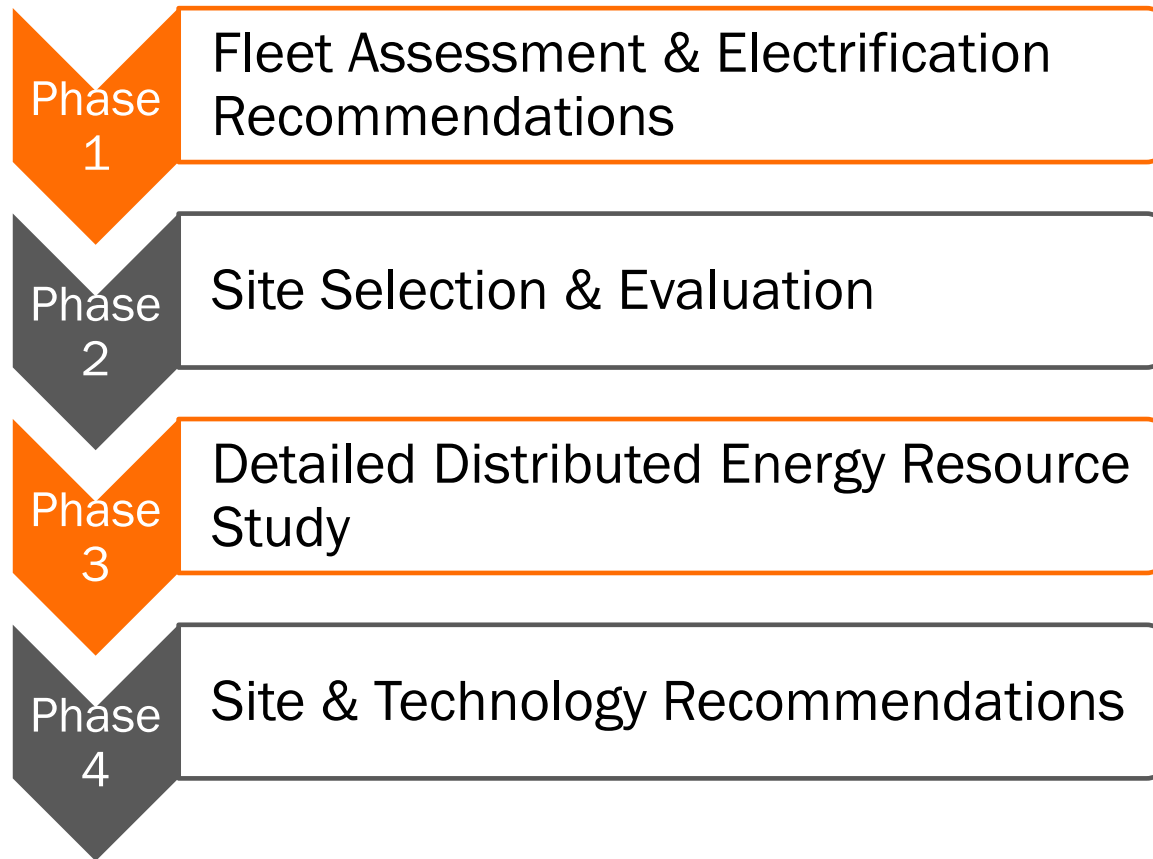 Phase
1
Fleet Assessment & Electrification
Recommendations
Phase
2
Site Selection & Evaluation
Phase
3
Detailed Distributed Energy Resource
Study
Phase
4
Site & Technology Recommendations